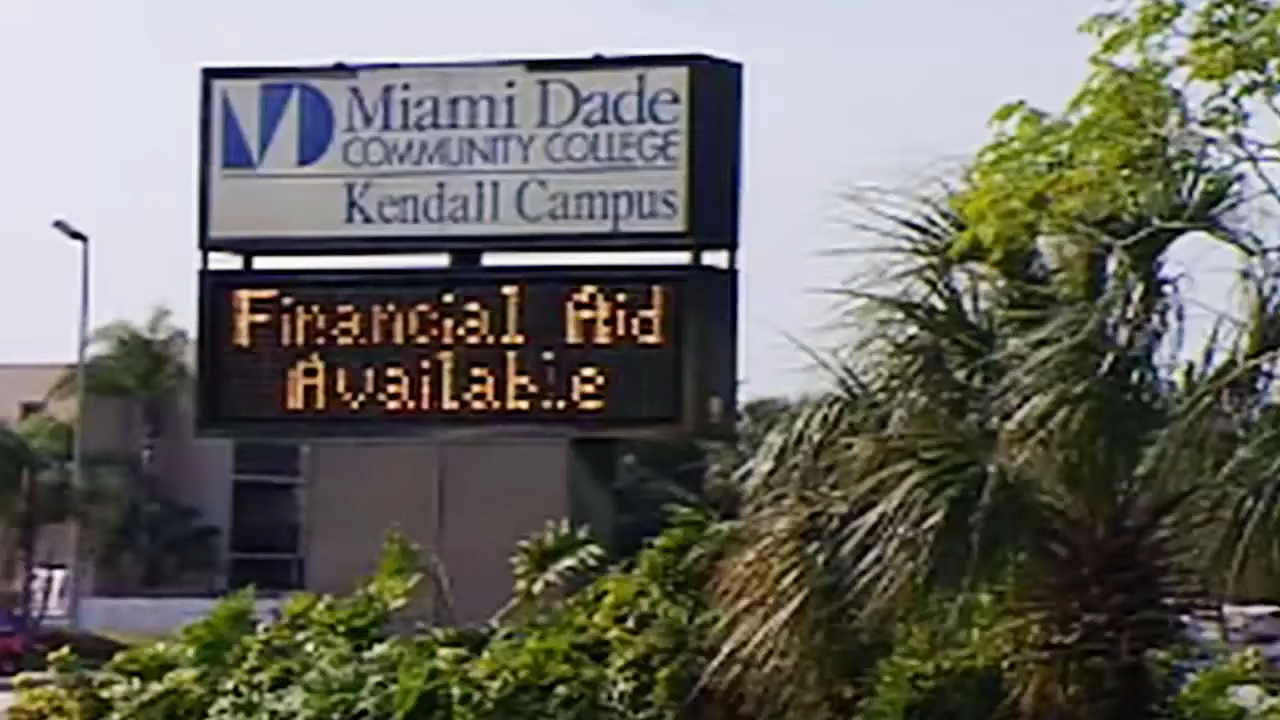 Miami Dade
COMMUNITY COLLEGE
Kendall Campus
Financial Aid
Available